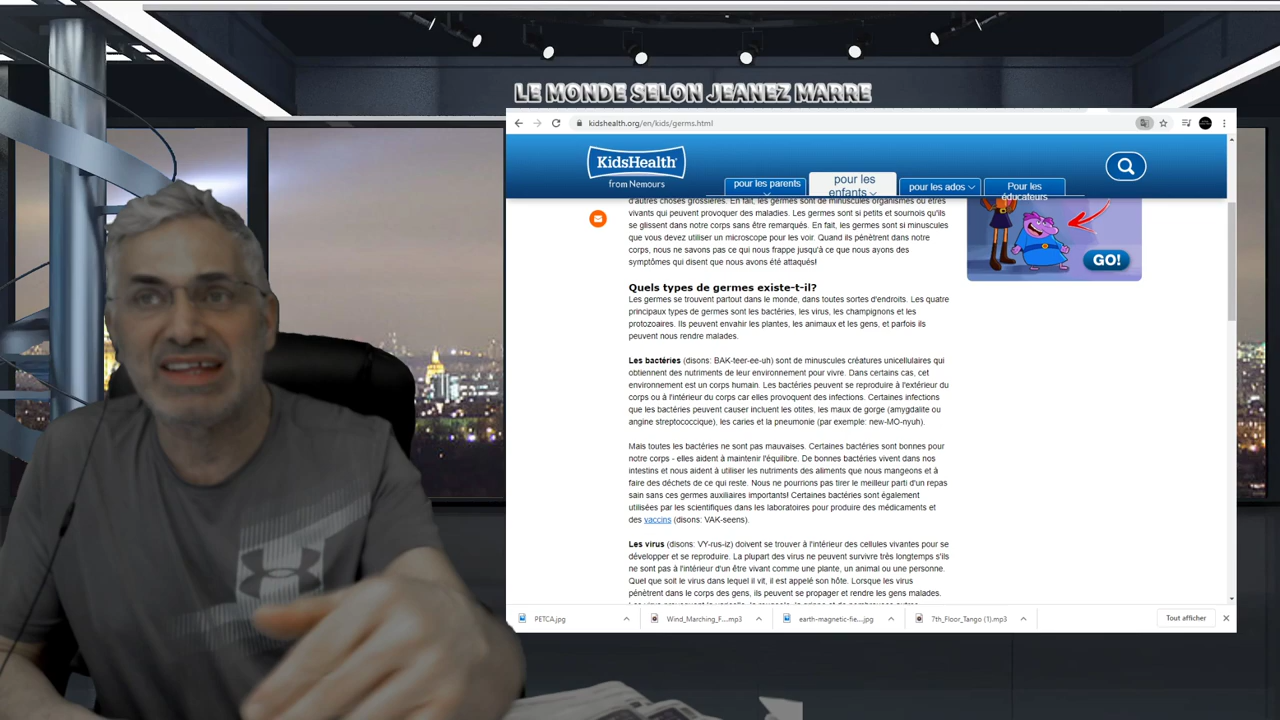 LE MONDE SELON JEANEZ MARRE
kidshealth.org/en/kids/germs.html
KidsHealth
from Nemours
pour les parents
pour les
enfants
pour les ados
Pour les
éducateurs
d'autres choses grossières. En fait, les germes sont de minuscules organismes ou êtres
vivants qui peuvent provoquer des maladies. Les germes sont si petits et sournois qu'ils
se glissent dans notre corps sans être remarqués. En fait, les germes sont si minuscules
que vous devez utiliser un microscope pour les voir. Quand ils pénètrent dans notre
corps, nous ne savons pas ce qui nous frappe jusqu'à ce que nous ayons des
symptômes qui disent que nous avons été attaqués!
GO!
Quels types de germes existe-t-il?
Les germes se trouvent partout dans le monde, dans toutes sortes d'endroits. Les quatre
principaux types de germes sont les bactéries, les virus, les champignons et les
protozoaires. Ils peuvent envahir les plantes, les animaux et les gens, et parfois ils
peuvent nous rendre malades.
Les bactéries (disons: BAK-teer-ee-uh) sont de minuscules créatures unicellulaires qui
obtiennent des nutriments de leur environnement pour vivre. Dans certains cas, cet
environnement est un corps humain. Les bactéries peuvent se reproduire à l'extérieur du
corps ou à l'intérieur du corps car elles provoquent des infections. Certaines infections
que les bactéries peuvent causer incluent les otites, les maux de gorge (amygdalite ou
angine streptococcique), les caries et la pneumonie (par exemple: new-MO-nyuh).
Mais toutes les bactéries ne sont pas mauvaises. Certaines bactéries sont bonnes pour
notre corps - elles aident à maintenir l'équilibre. De bonnes bactéries vivent dans nos
intestins et nous aident à utiliser les nutriments des aliments que nous mangeons et à
faire des déchets de ce qui reste. Nous ne pourrions pas tirer le meilleur parti d'un repas
sain sans ces germes auxiliaires importants! Certaines bactéries sont également
utilisées par les scientifiques dans les laboratoires pour produire des médicaments et
des vaccins (disons: VAK-seens).
Les virus (disons: VY-rus-iz) doivent se trouver à l'intérieur des cellules vivantes pour se
développer et se reproduire. La plupart des virus ne peuvent survivre très longtemps s'ils
ne sont pas à l'intérieur d'un être vivant comme une plante, un animal ou une personne.
Quel que soit le virus dans lequel il vit, il est appelé son hôte. Lorsque les virus
pénètrent dans le corps des gens, ils peuvent se propager et rendre les gens malades.
PETCA.jpg
Wind_Marching_F....mp3
earth-magnetic-fie....jpg
7th_Floor_Tango (1).mp3
Tout afficher